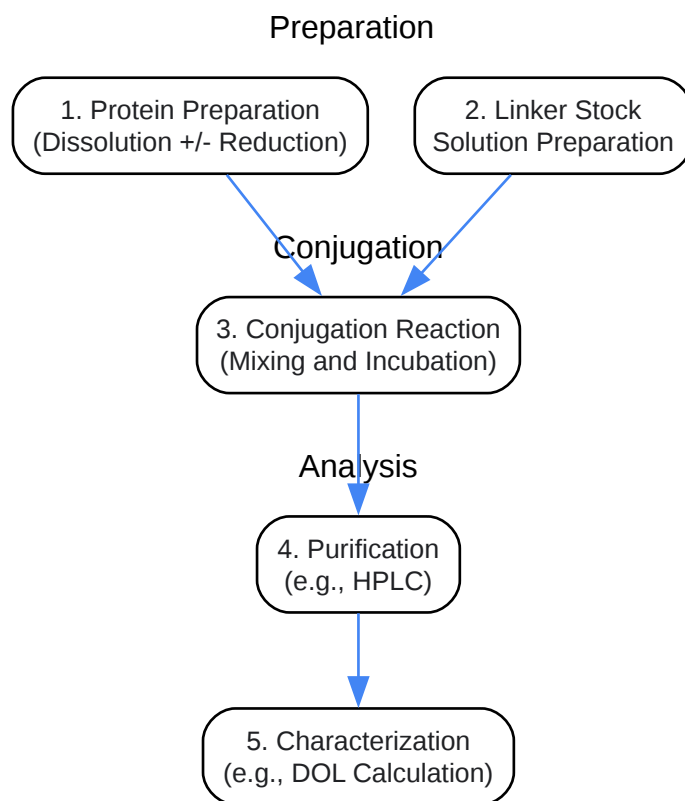 Preparation
1. Protein Preparation
(Dissolution +/- Reduction)
2. Linker Stock
Solution Preparation
Conjugation
3. Conjugation Reaction
(Mixing and Incubation)
Analysis
4. Purification
(e.g., HPLC)
5. Characterization
(e.g., DOL Calculation)